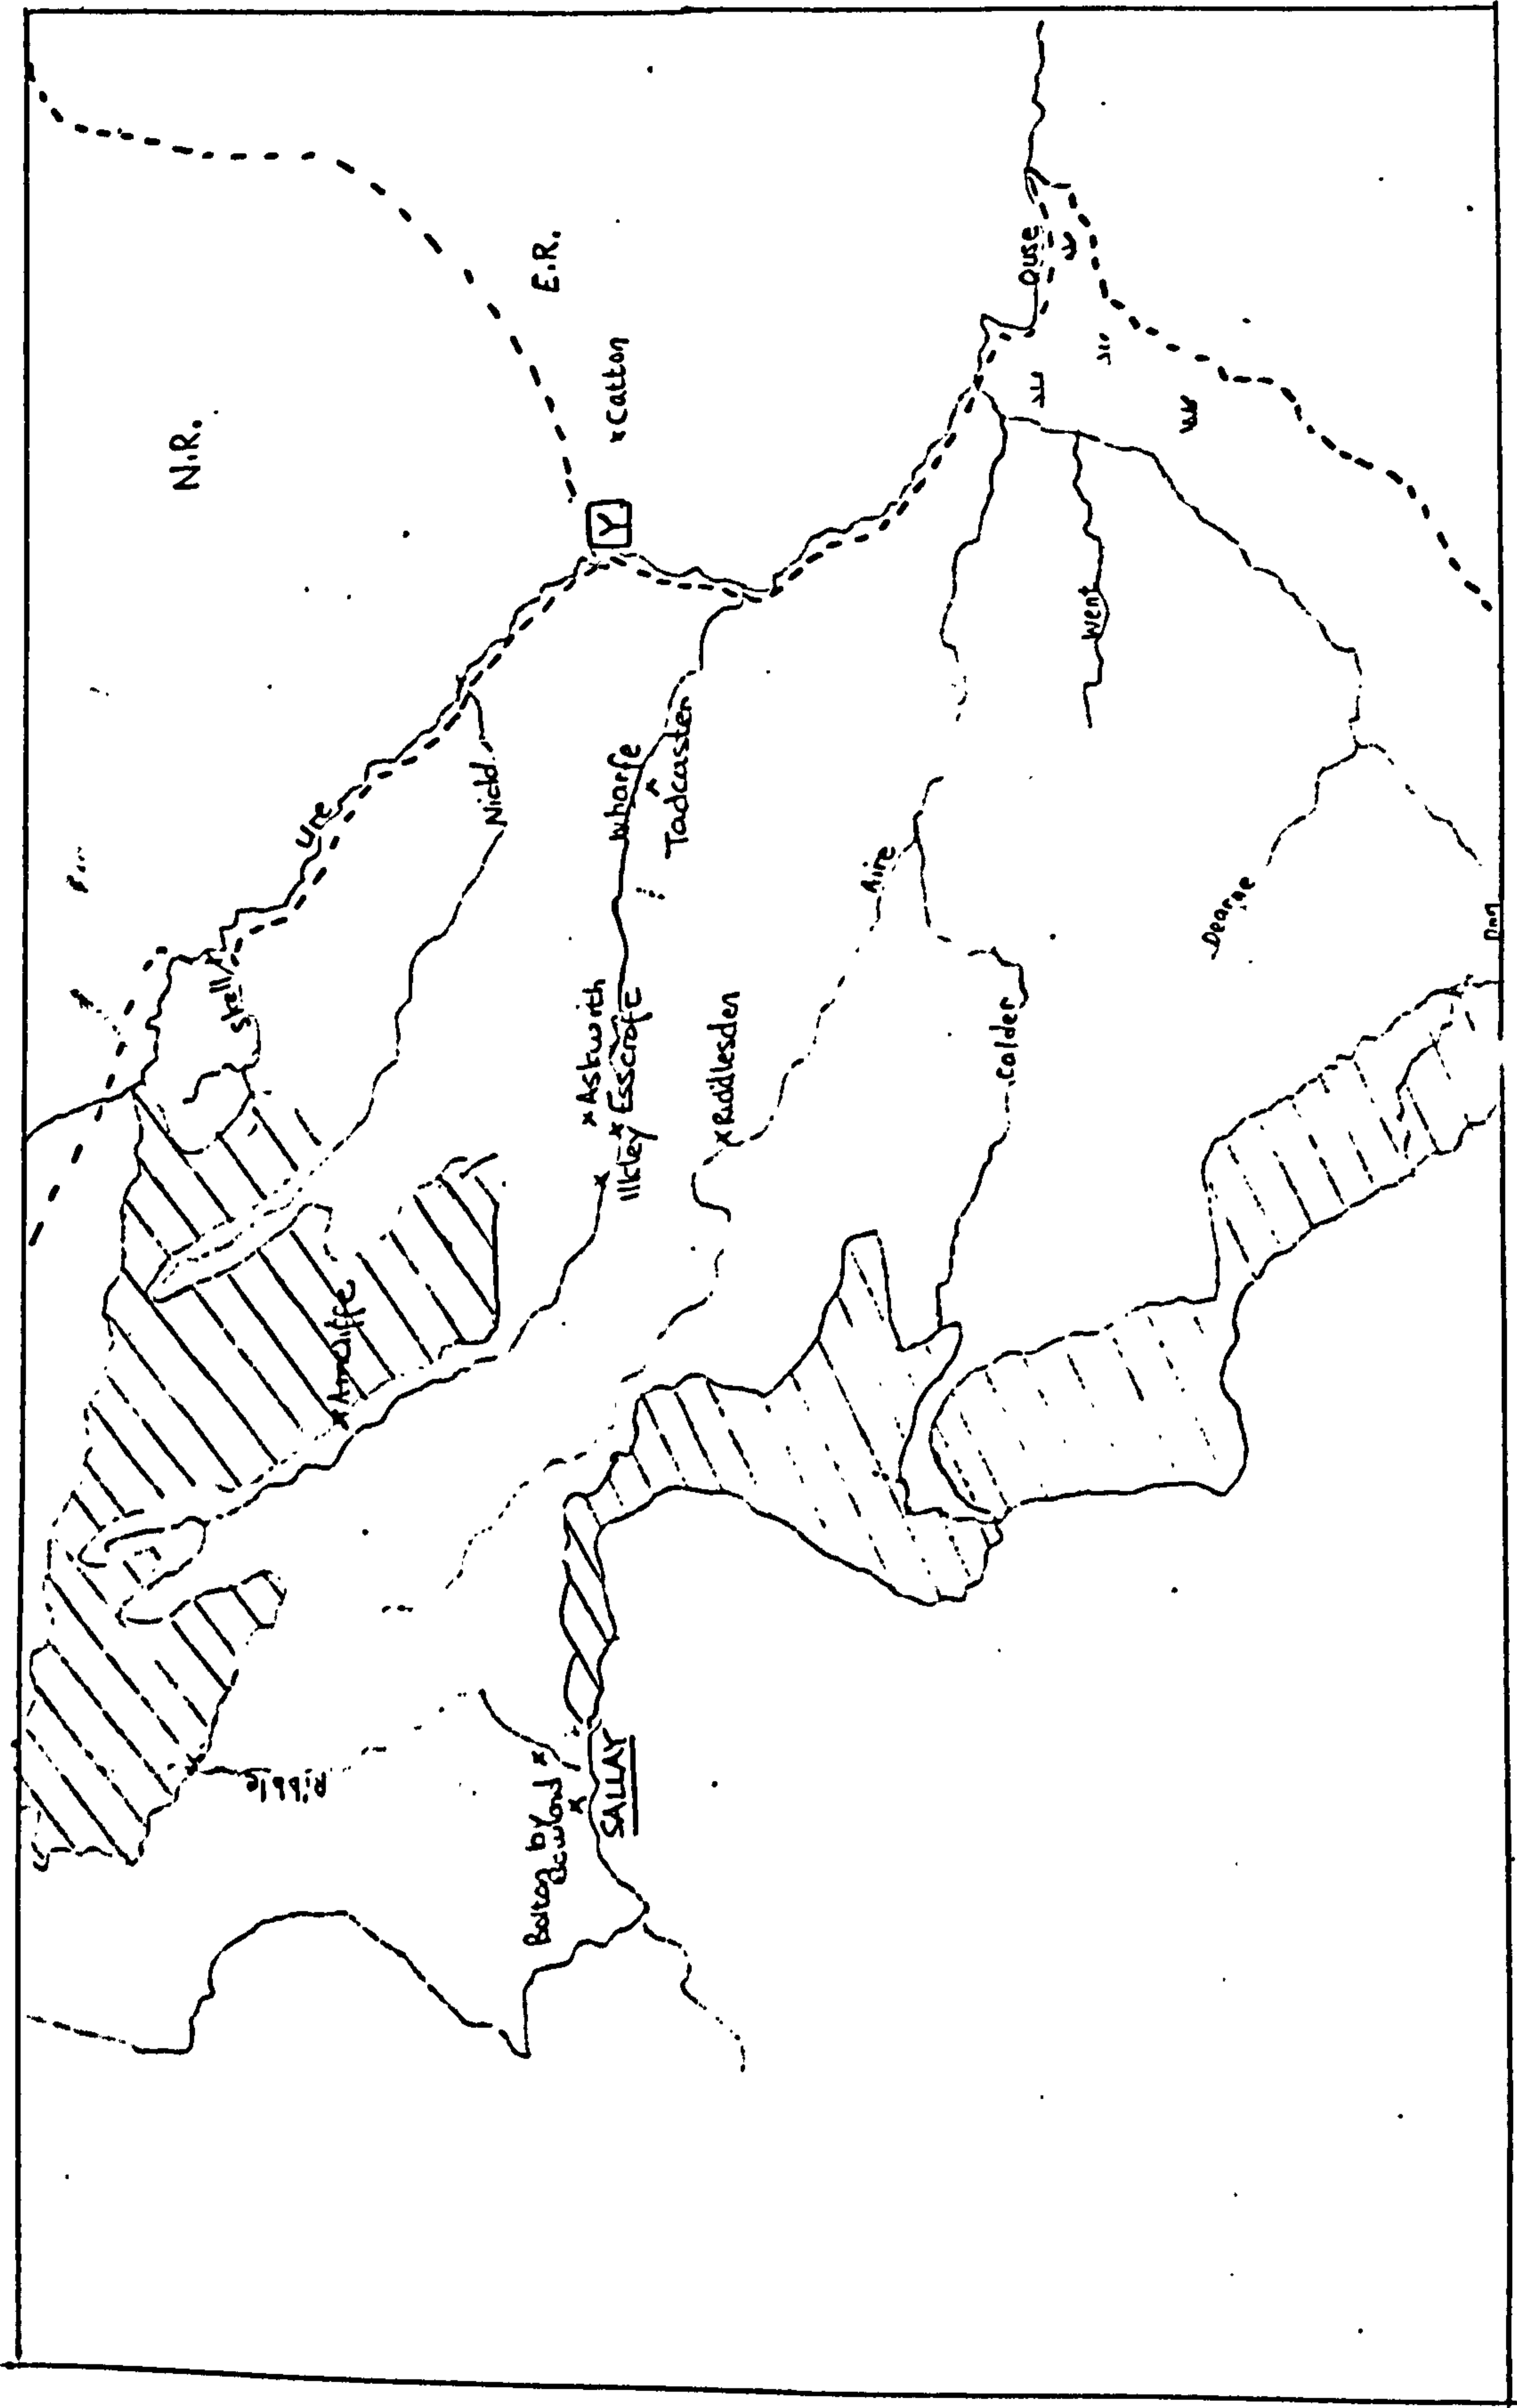 N.R.
E.R.
Y
x Catton
Ouse
Ure
Nidd
Skell
Wharfe
Tadcaster
x Askwith
Ilkley x Esscroft
x Riddlesden
Aire
Went
Calder
Dearne
x Arncliffe
Ribble
Bolton by
Bowland x
SALLAY